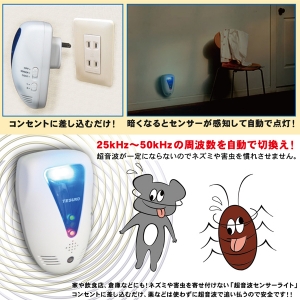 コンセントに差し込むだけ!
暗くなるとセンサーが感知して自動で点灯!
25kHz〜50kHzの周波数を自動で切換え!
超音波が一定にならないのでネズミや害虫を慣れさせません。
家や飲食店、倉庫などにも!ネズミや害虫を寄せ付けない「超音波センサーライト」
コンセントに差し込むだけ、薬などは使わずに超音波で追い払うので安全です!!